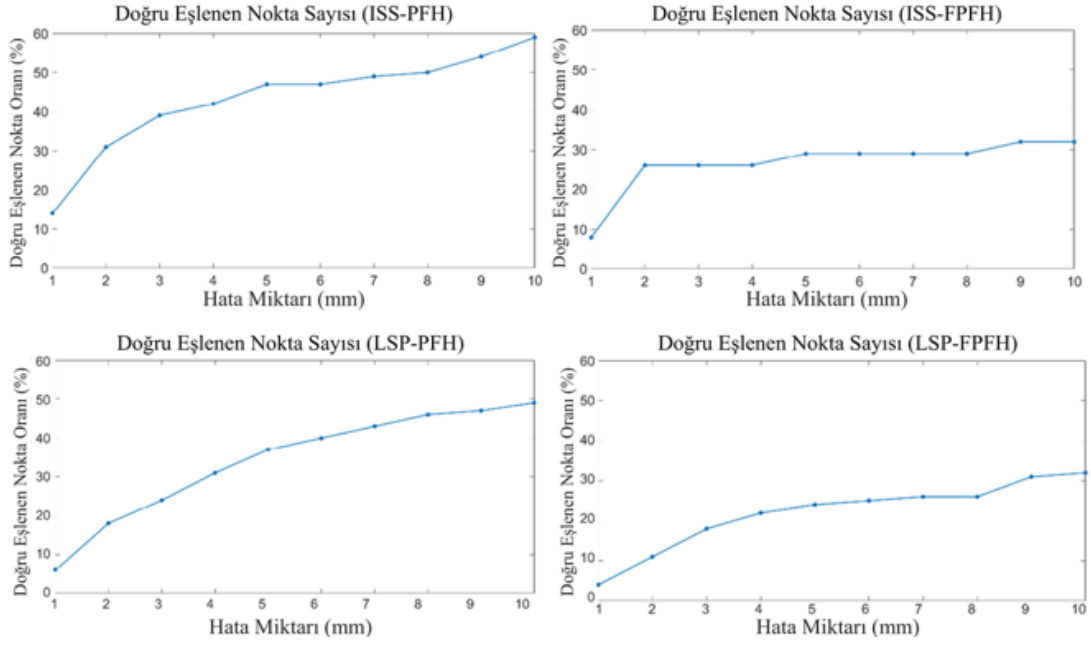 Doğru Eşlenen Nokta Sayısı (ISS-PFH)
Doğru Eşlenen Nokta Oranı (%)
60
50
40
30
20
10
0
1 2 3 4 5 6 7 8 9 10
Hata Miktarı (mm)
Doğru Eşlenen Nokta Sayısı (ISS-FPFH)
Doğru Eşlenen Nokta Oranı (%)
60
50
40
30
20
10
0
1 2 3 4 5 6 7 8 9 10
Hata Miktarı (mm)
Doğru Eşlenen Nokta Sayısı (LSP-PFH)
Doğru Eşlenen Nokta Oranı (%)
60
50
40
30
20
10
0
1 2 3 4 5 6 7 8 9 10
Hata Miktarı (mm)
Doğru Eşlenen Nokta Sayısı (LSP-FPFH)
Doğru Eşlenen Nokta Oranı (%)
60
50
40
30
20
10
0
1 2 3 4 5 6 7 8 9 10
Hata Miktarı (mm)